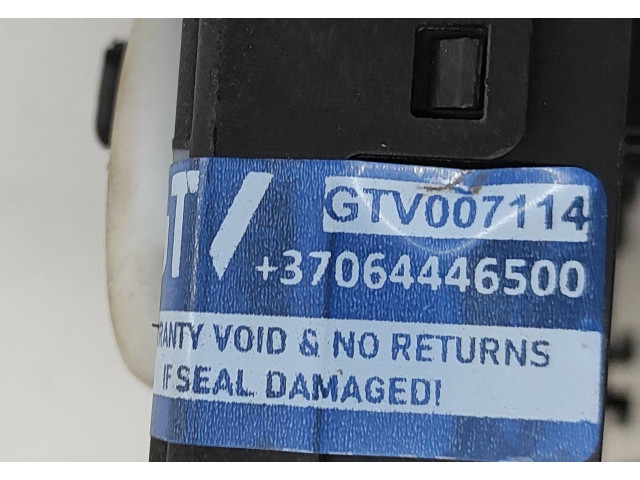 GTV007114
+37064446500
RANTY VOID & NO RETURNS
IF SEAL DAMAGED!